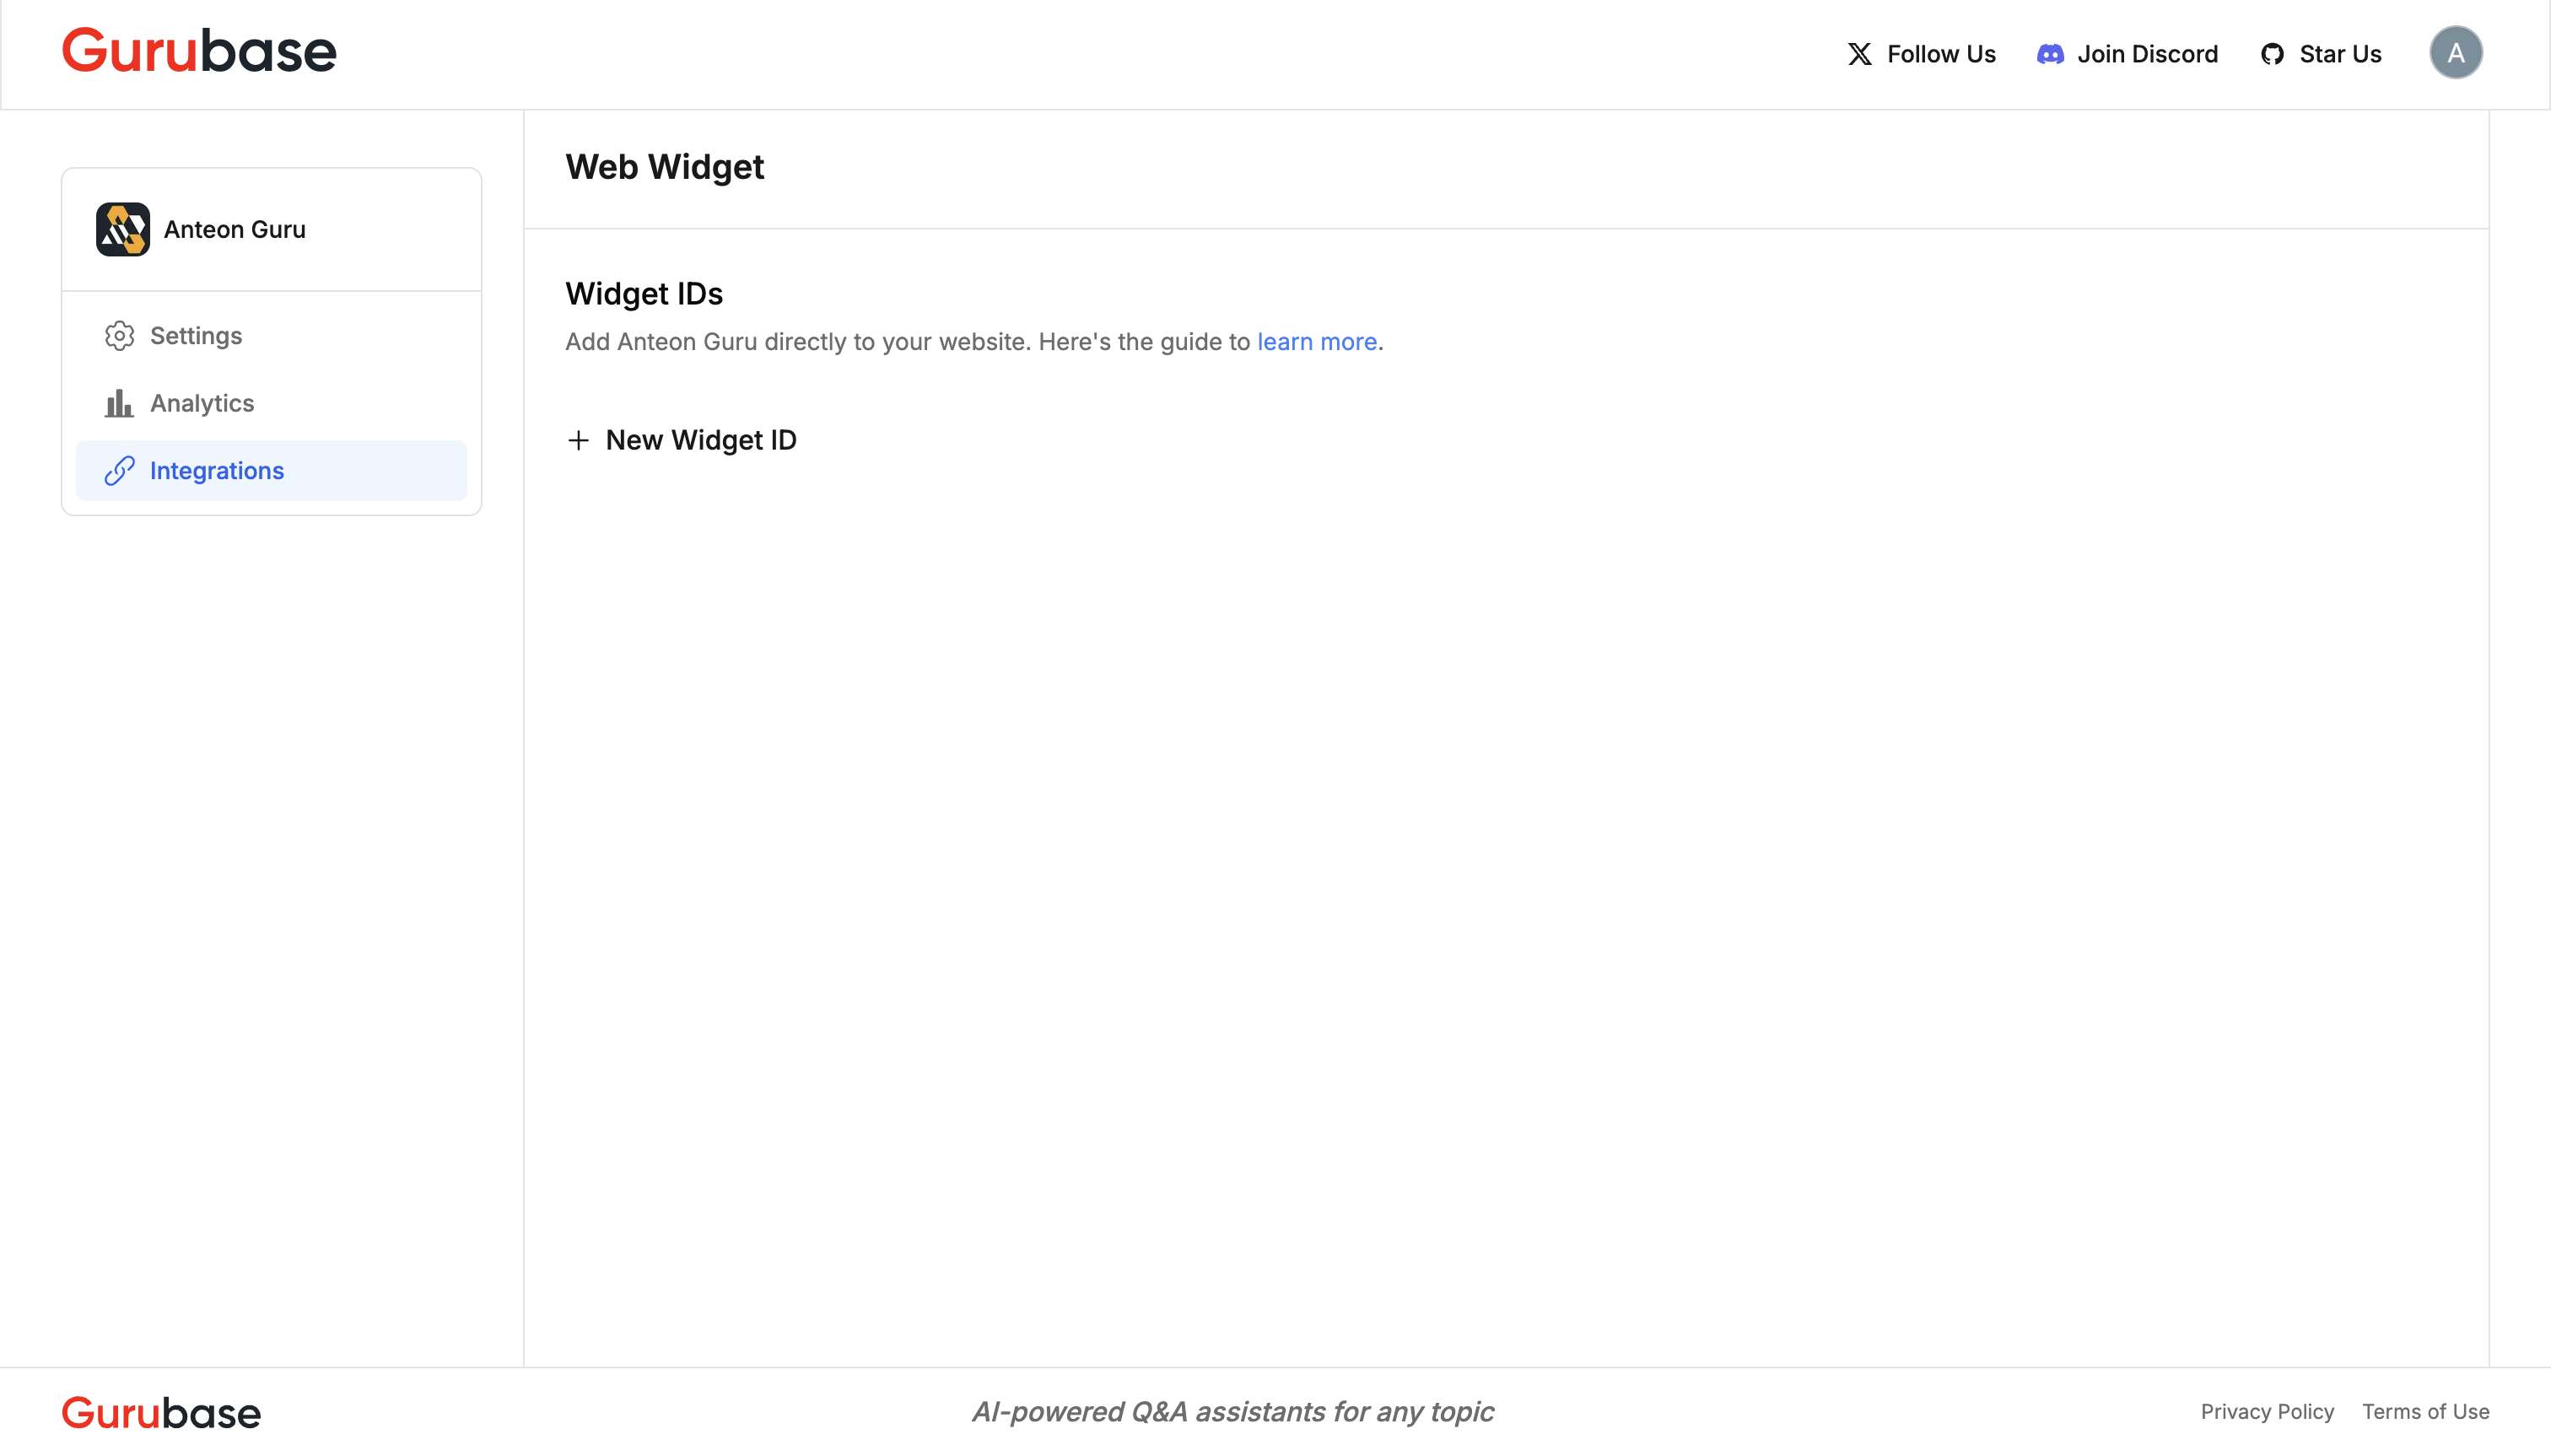 Gurubase
Follow Us
Join Discord
Star Us
A
Anteon Guru
Settings
Analytics
Integrations
Web Widget
Widget IDs
Add Anteon Guru directly to your website. Here's the guide to learn more.
+ New Widget ID
Gurubase
AI-powered Q&A assistants for any topic
Privacy Policy
Terms of Use